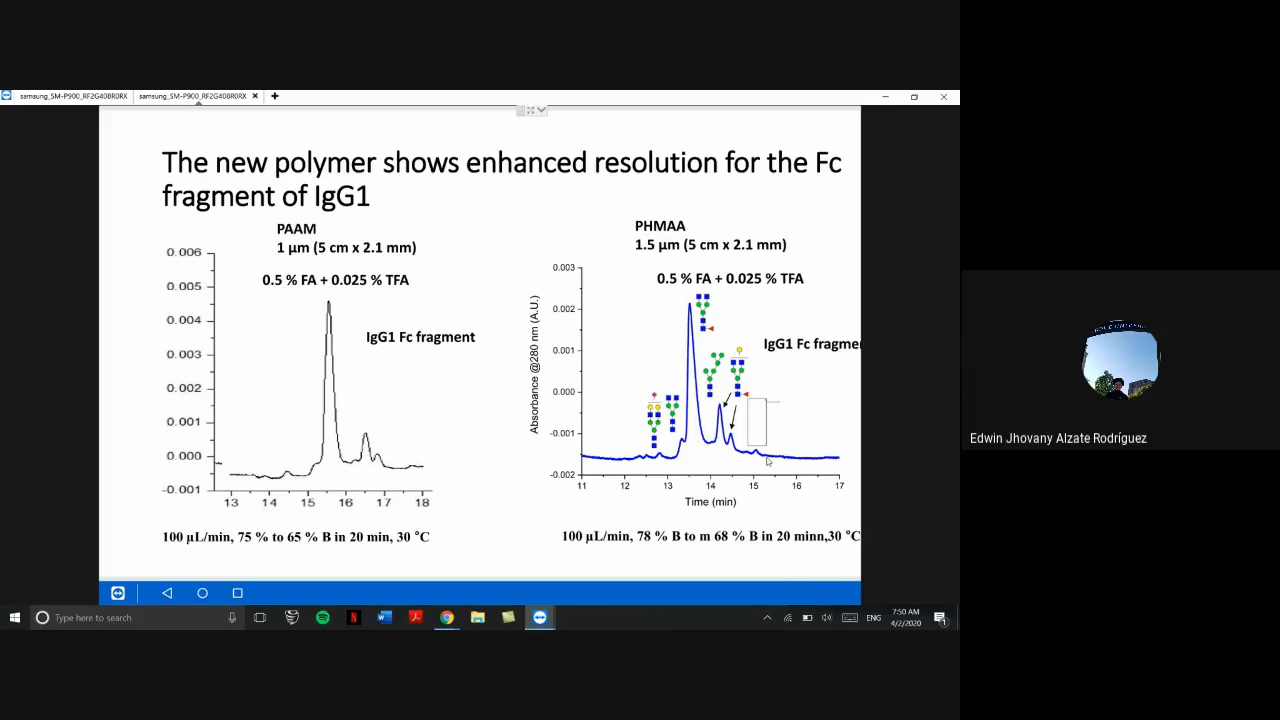 samsung_SM-P900_RF2G408R0RX
samsung_SM-P900_RF2G408R0RX
The new polymer shows enhanced resolution for the Fc
fragment of IgG1
PAAM
1 µm (5 cm x 2.1 mm)
0.5 % FA + 0.025 % TFA
IgG1 Fc fragment
0.006
0.005
0.004
0.003
0.002
0.001
0.000
-0.001
13 14 15 16 17 18
100 µL/min, 75 % to 65 % B in 20 min, 30 °C
PHMAA
1.5 µm (5 cm x 2.1 mm)
0.5 % FA + 0.025 % TFA
IgG1 Fc fragmer
Absorbance @280 nm (A.U.)
0.003
0.002
0.001
0.000
-0.001
-0.002
11 12 13 14 15 16 17
Time (min)
100 µL/min, 78 % B to m 68 % B in 20 minn,30 °C
Edwin Jhovany Alzate Rodríguez
Type here to search
ENG
7:50 AM
4/2/2020